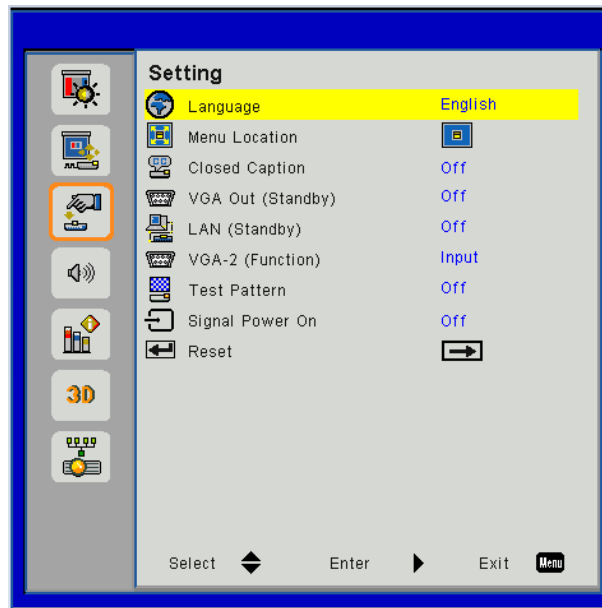 Setting
Language English
Menu Location
Closed Caption Off
VGA Out (Standby) Off
LAN (Standby) Off
VGA-2 (Function) Input
Test Pattern Off
Signal Power On Off
Reset
3D
Select Enter Exit Menu